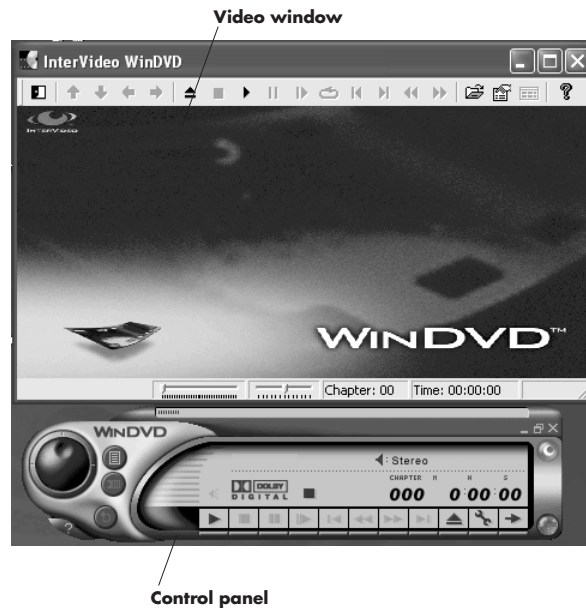 Video window
InterVideo WinDVD
INTERVIDEO
WINDVD™
Chapter: 00 Time: 00:00:00
WINDVD
: Stereo
CHAPTER H M S
DOLBY
DIGITAL
000 0:00:00
?
Control panel